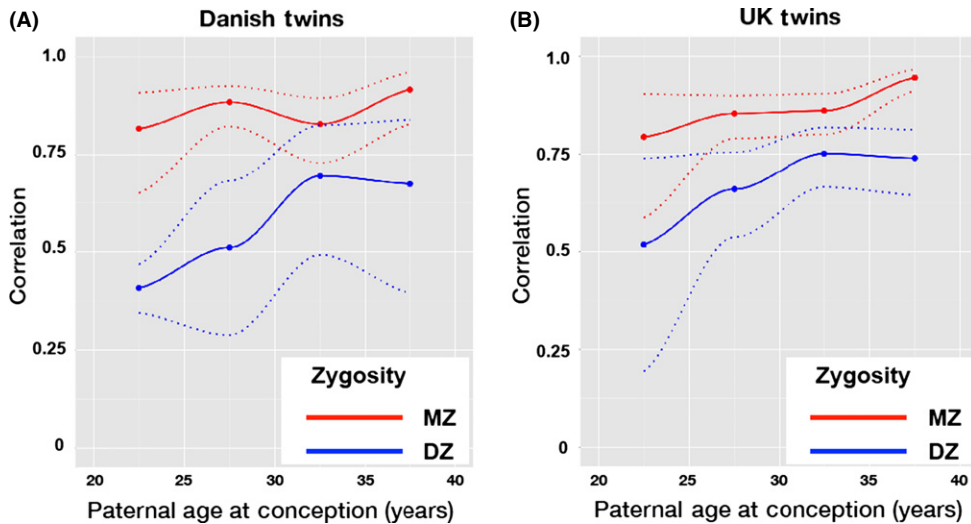 (A)
Danish twins
1.0
0.75
0.5
0.25
0
Correlation
Zygosity
MZ
DZ
20 25 30 35 40
Paternal age at conception (years)
(B)
UK twins
1.0
0.75
0.5
0.25
0
Correlation
Zygosity
MZ
DZ
20 25 30 35 40
Paternal age at conception (years)